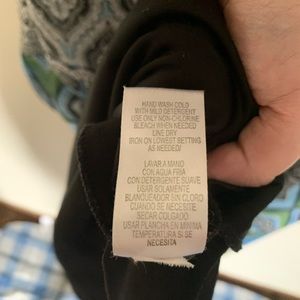 HAND WASH COLD
WITH MILD DETERGENT
USE ONLY NON-CHLORINE
BLEACH WHEN NEEDED
LINE DRY
IRON ON LOWEST SETTING
AS NEEDED/
LAVAR A MANO
CON AQUA FRIA
CON DETERGENTE SUAVE
USAR SOLAMENTE
BLANQUEADOR SIN CLORO
CUANDO SE NECESITE
SECAR COLGADO
USAR PLANCHA EN MINIMA
TEMPERATURA SI SE
NECESITA